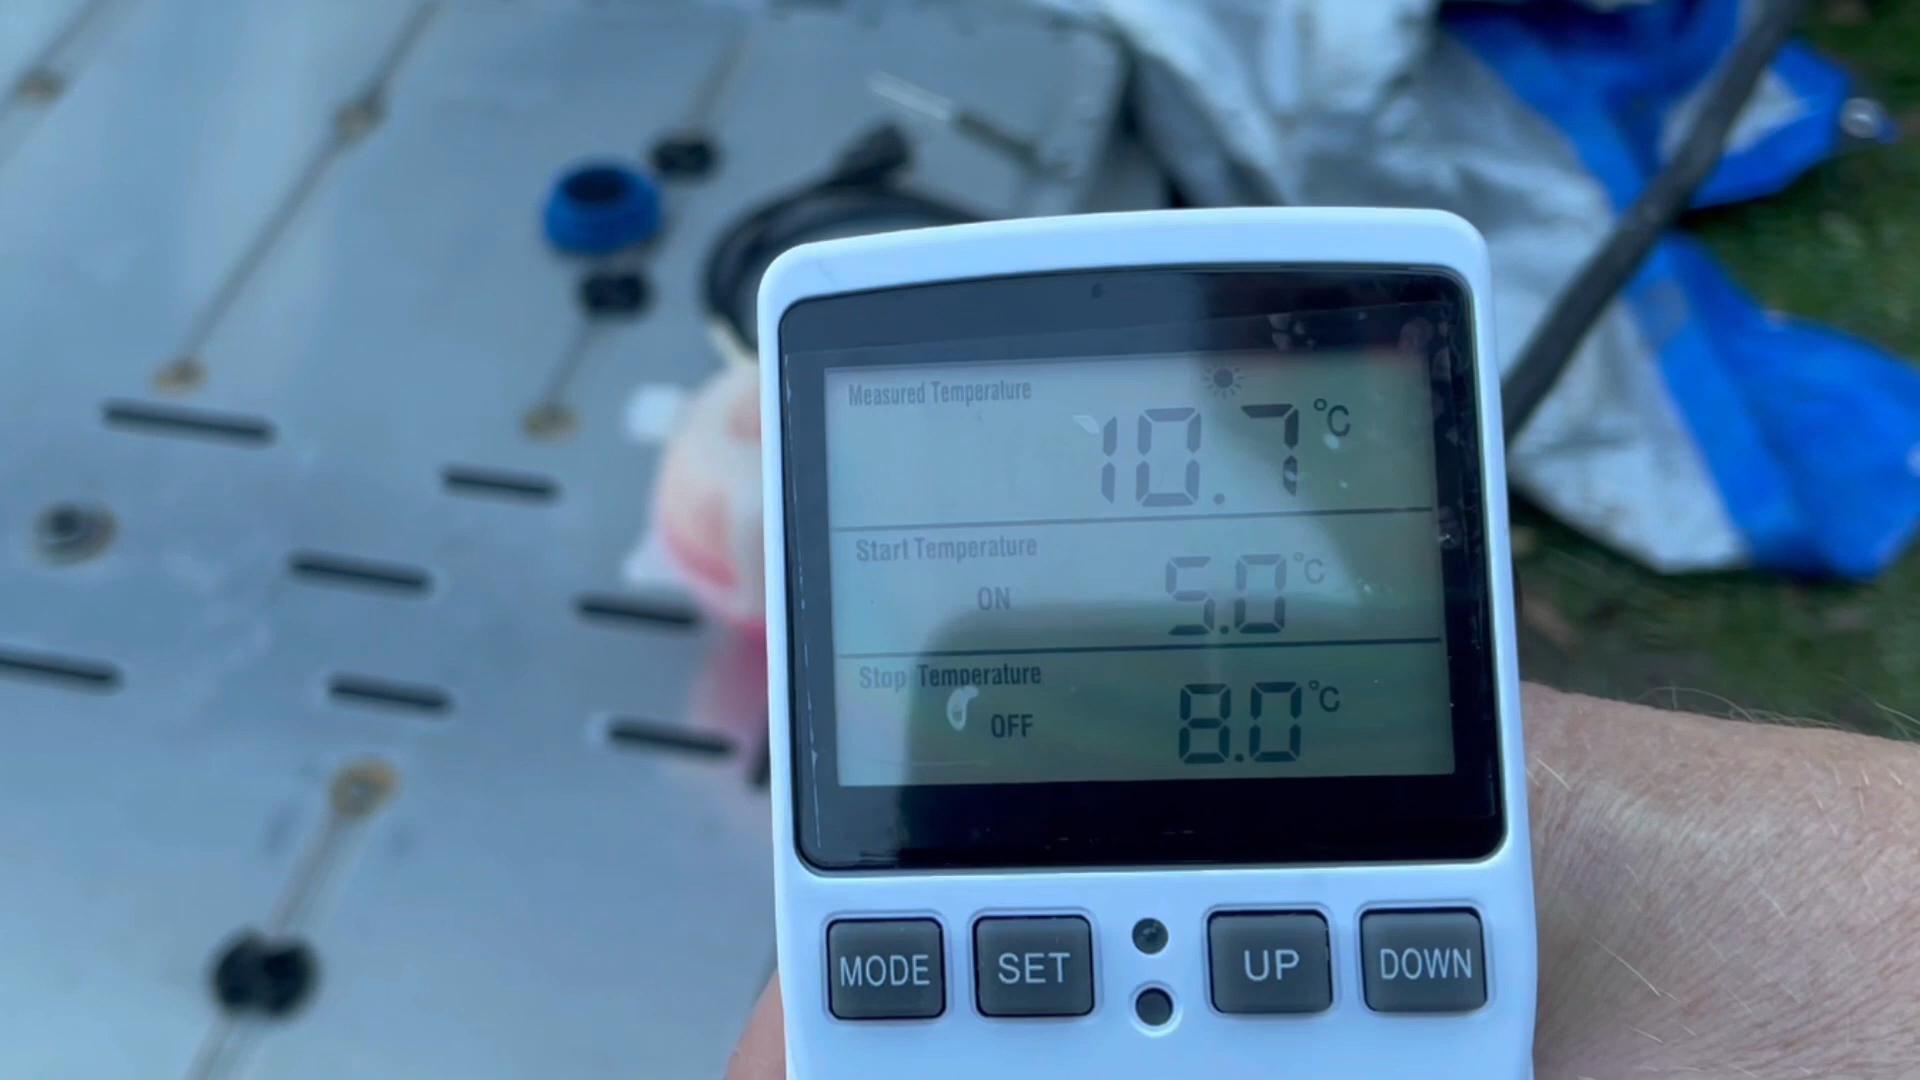 Measured Temperature
10.7 °C
Start Temperature
ON 5.0 °C
Stop Temperature
OFF 8.0 °C
MODE SET UP DOWN